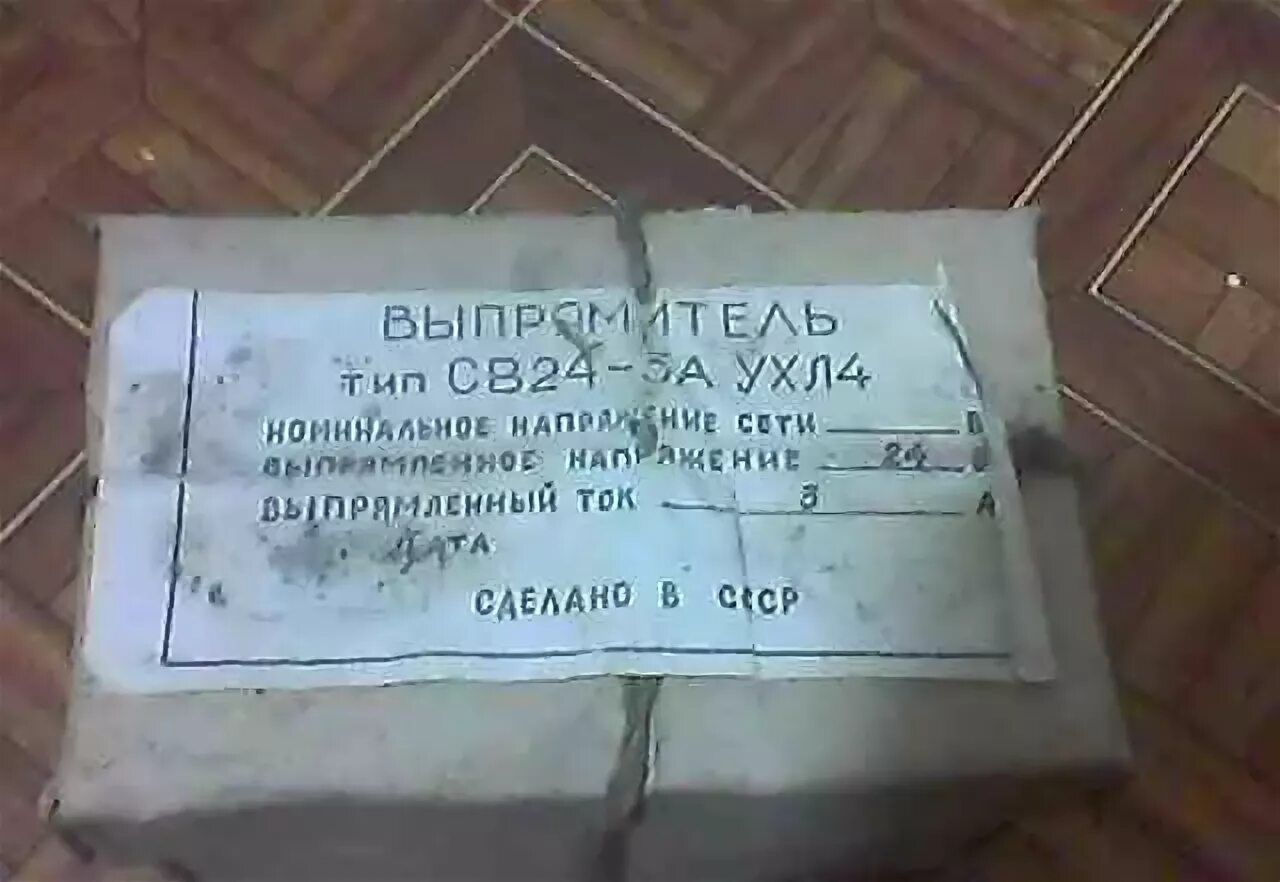 ВЫПРЯМИТЕЛЬ
тип СВ24-3А УХЛ4
НОМИНАЛЬНОЕ НАПРЯЖЕНИЕ СЕТИ В
ВЫПРЯМЛЕННОЕ НАПРЯЖЕНИЕ 24 В
ВЫПРЯМЛЕННЫЙ ТОК 3 А
ДАТА
СДЕЛАНО В СССР